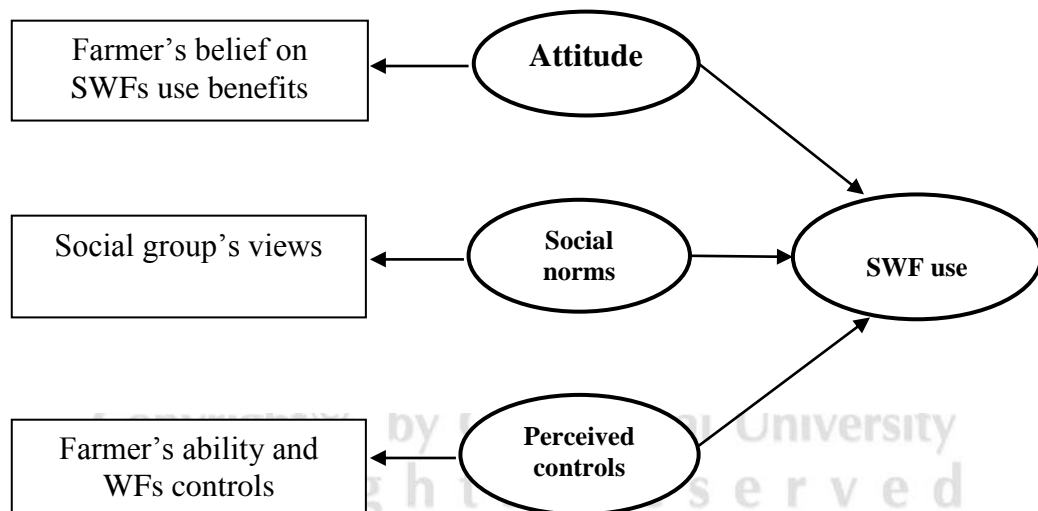 Farmer's belief on
SWFs use benefits
Attitude
Social group's views
Social
norms
SWF use
Farmer's ability and
WFs controls
Perceived
controls
by
University